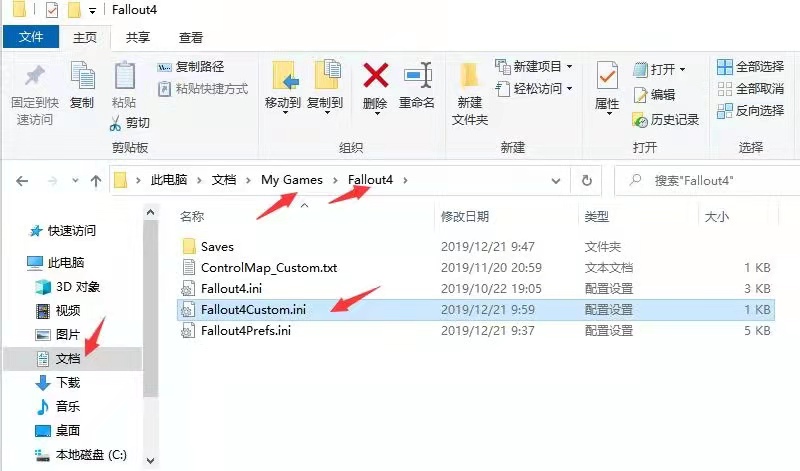 Fallout4
文件 主页 共享 查看
固定到快速访问
复制
粘贴
复制路径
粘贴快捷方式
剪切
剪贴板
移动到 复制到 删除 重命名
组织
新建文件夹
新建项目
轻松访问
新建
属性
打开
编辑
历史记录
打开
全部选择
全部取消
反向选择
选择
此电脑 文档 My Games Fallout4
搜索"Fallout4"
名称 修改日期 类型 大小
Saves 2019/12/21 9:47 文件夹
ControlMap_Custom.txt 2019/11/20 20:59 文本文档 1 KB
Fallout4.ini 2019/10/22 19:05 配置设置 3 KB
Fallout4Custom.ini 2019/12/21 9:59 配置设置 1 KB
Fallout4Prefs.ini 2019/12/21 9:37 配置设置 5 KB
快速访问
此电脑
3D 对象
视频
图片
文档
下载
音乐
桌面
本地磁盘 (C:)